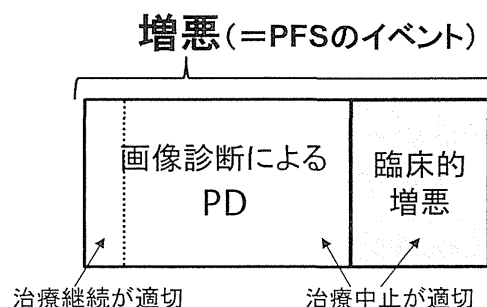 増悪(＝PFSのイベント)
画像診断による
PD
臨床的
増悪
治療継続が適切
治療中止が適切